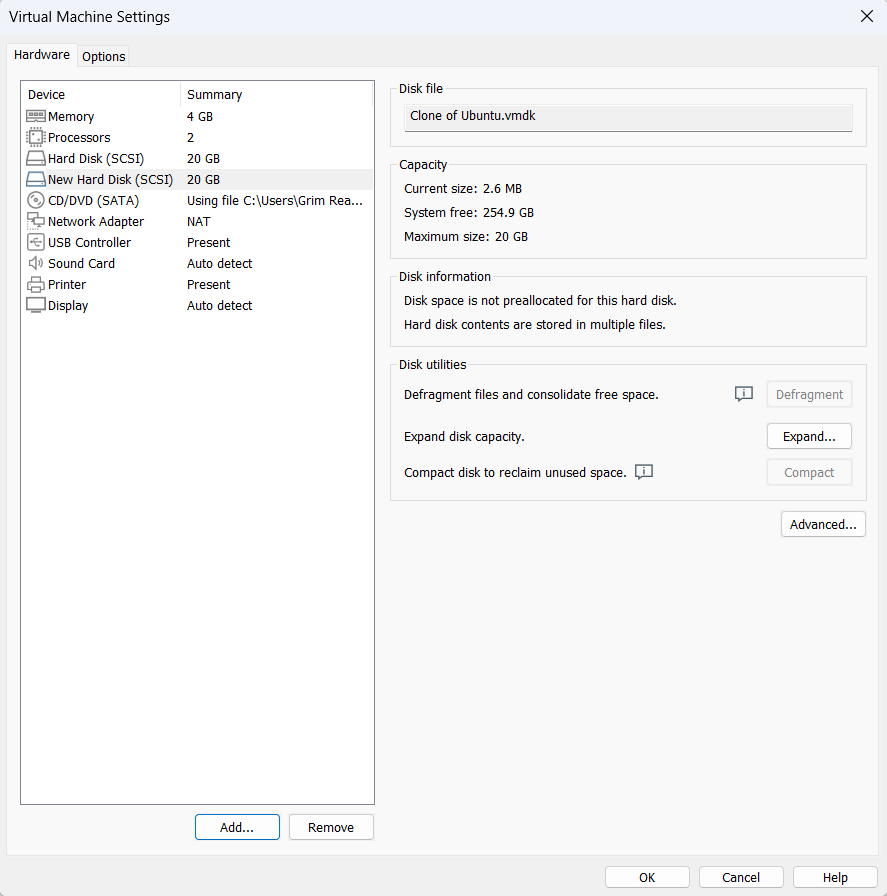 Virtual Machine Settings
Hardware Options
Device Summary
Memory 4 GB
Processors 2
Hard Disk (SCSI) 20 GB
New Hard Disk (SCSI) 20 GB
CD/DVD (SATA) Using file C:\Users\Grim Rea...
Network Adapter NAT
USB Controller Present
Sound Card Auto detect
Printer Present
Display Auto detect
Add... Remove
Disk file
Clone of Ubuntu.vmdk
Capacity
Current size: 2.6 MB
System free: 254.9 GB
Maximum size: 20 GB
Disk information
Disk space is not preallocated for this hard disk.
Hard disk contents are stored in multiple files.
Disk utilities
Defragment files and consolidate free space. Defragment
Expand disk capacity. Expand...
Compact disk to reclaim unused space. Compact
Advanced...
OK Cancel Help